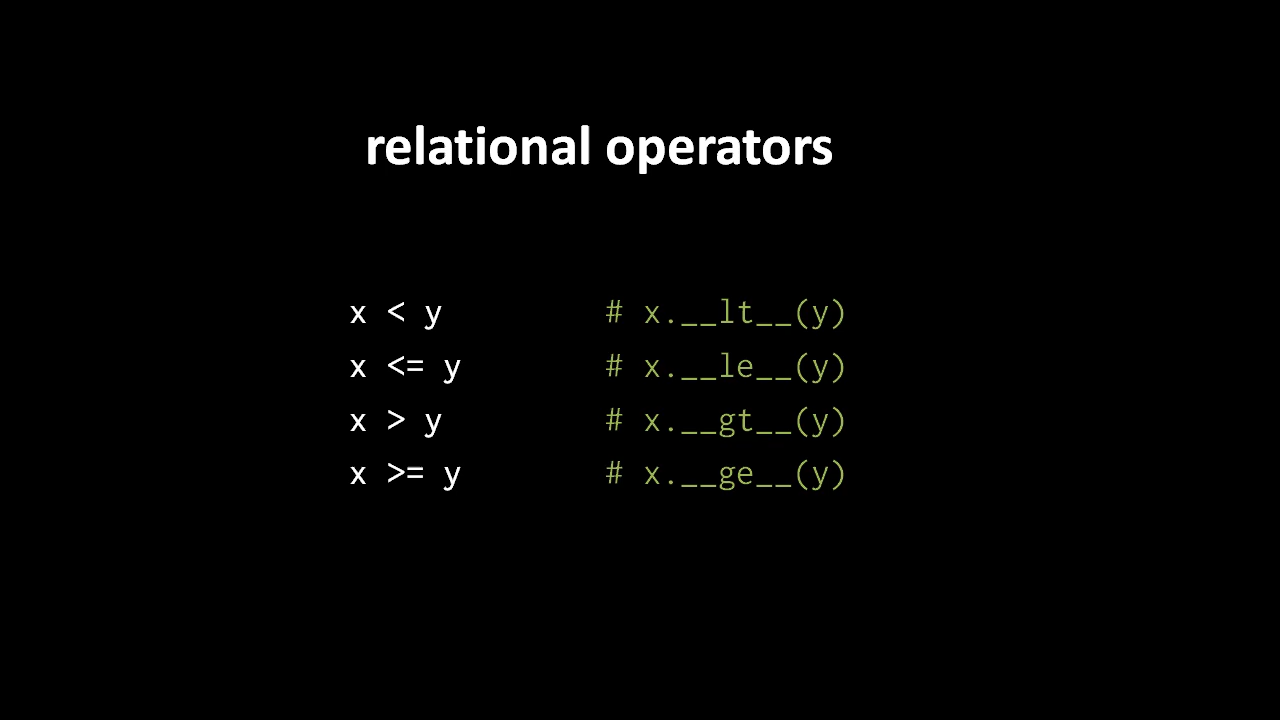 relational operators
x < y # x.__lt__(y)
x <= y # x.__le__(y)
x > y # x.__gt__(y)
x >= y # x.__ge__(y)